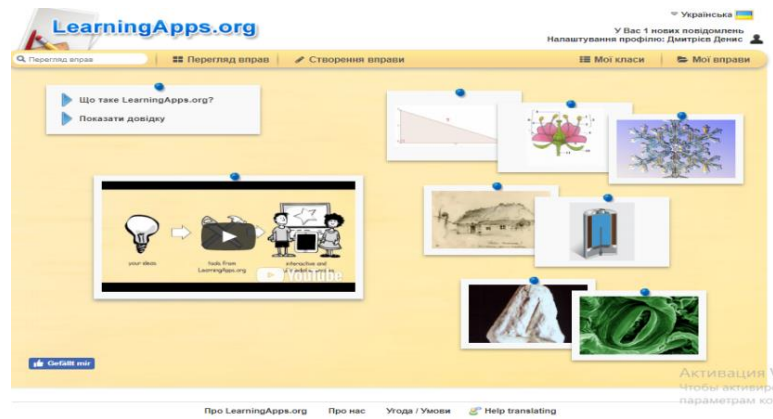 LearningApps.org
Українська
У Вас 1 нових повідомлень
Налаштування профілю: Дмитрієв Денис
Перегляд вправ
Перегляд вправ
Створення вправи
Мої класи
Мої вправи
Що таке LearningApps.org?
Показати довідку
your ideas
tools from
LearningApps.org
interactive and
YouTube
Gefällt mir
Активация
Чтобы
параметрам
Про LearningApps.org Про нас Угода / Умови Help translating